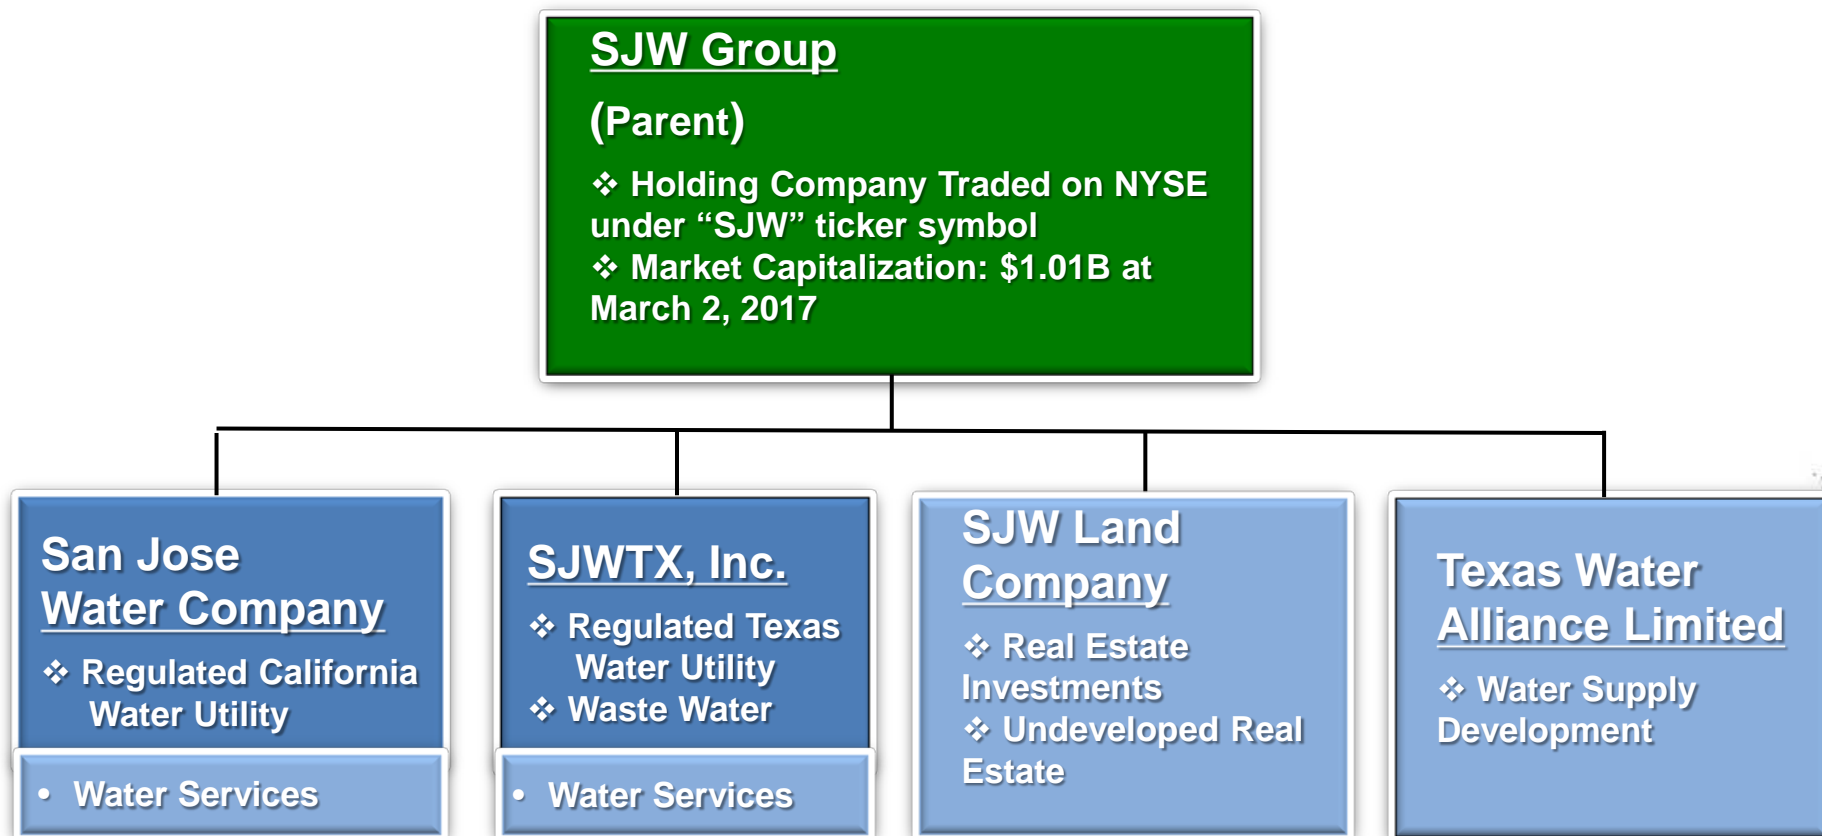 SJW Group
(Parent)
❖ Holding Company Traded on NYSE
under “SJW” ticker symbol
❖ Market Capitalization: $1.01B at
March 2, 2017
San Jose
Water Company
❖ Regulated California
Water Utility
• Water Services
SJWTX, Inc.
❖ Regulated Texas
Water Utility
❖ Waste Water
• Water Services
SJW Land
Company
❖ Real Estate
Investments
❖ Undeveloped Real
Estate
Texas Water
Alliance Limited
❖ Water Supply
Development